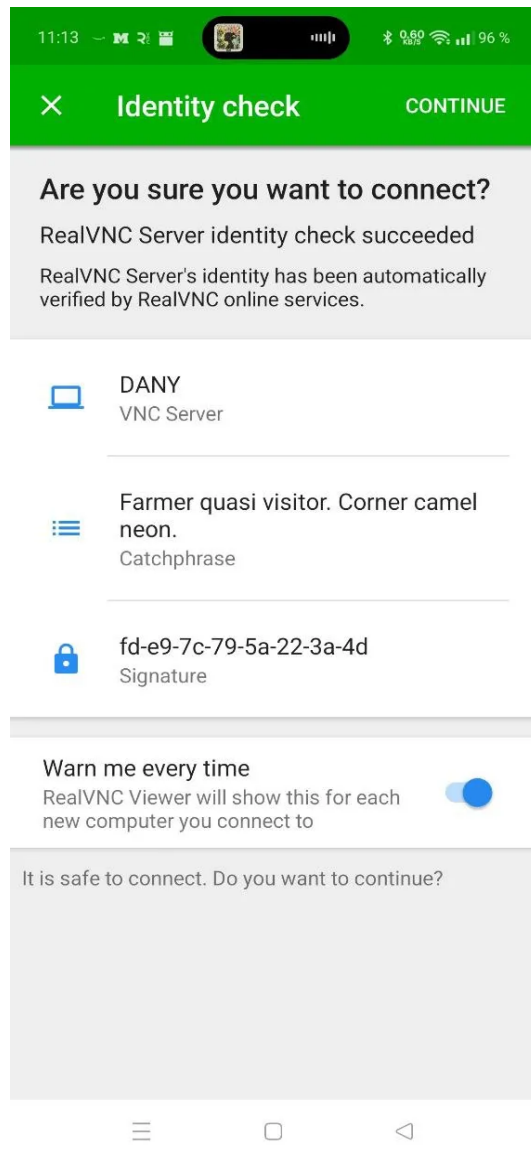 11:13
M
0,60
KB/S
96 %
Identity check
CONTINUE
Are you sure you want to connect?
RealVNC Server identity check succeeded
RealVNC Server's identity has been automatically
verified by RealVNC online services.
DANY
VNC Server
Farmer quasi visitor. Corner camel
neon.
Catchphrase
fd-e9-7c-79-5a-22-3a-4d
Signature
Warn me every time
RealVNC Viewer will show this for each
new computer you connect to
It is safe to connect. Do you want to continue?